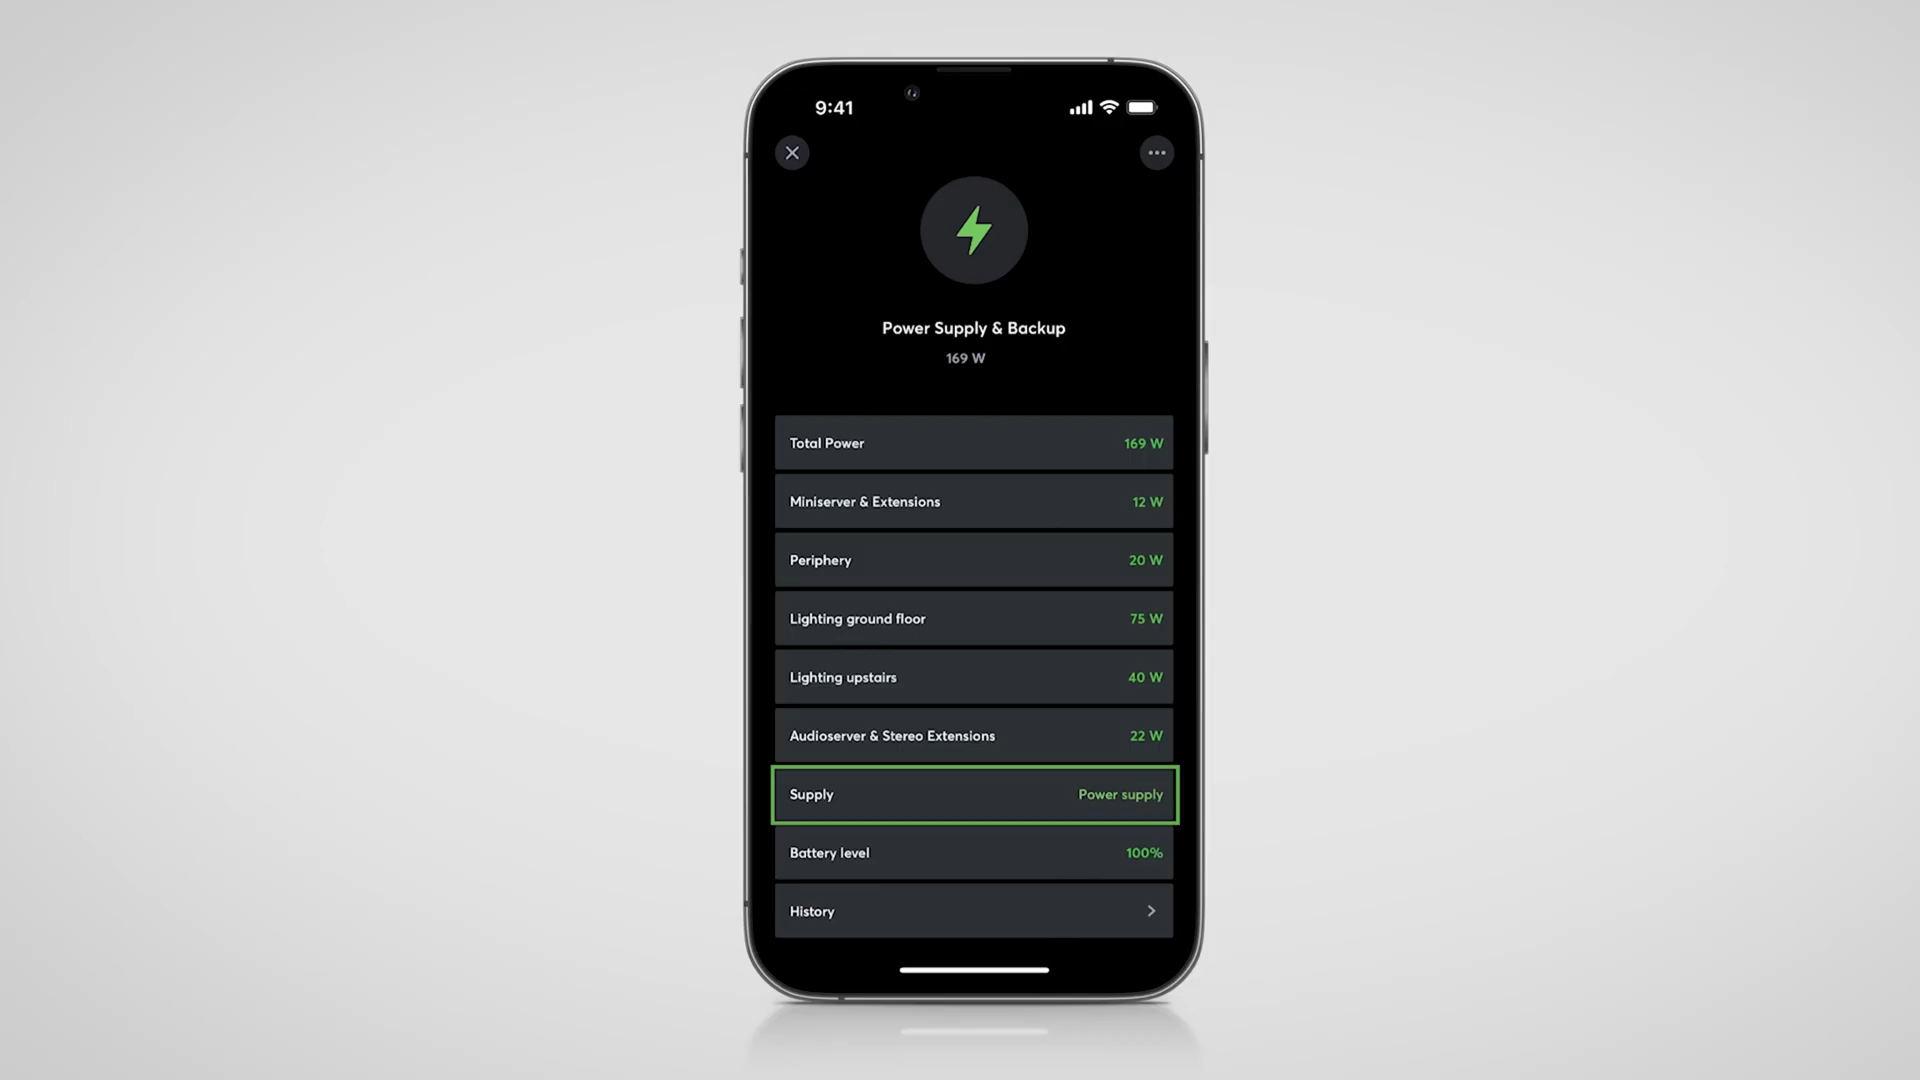 9:41
Power Supply & Backup
169 W
Total Power 169 W
Miniserver & Extensions 12 W
Periphery 20 W
Lighting ground floor 75 W
Lighting upstairs 40 W
Audioserver & Stereo Extensions 22 W
Supply Power supply
Battery level 100%
History